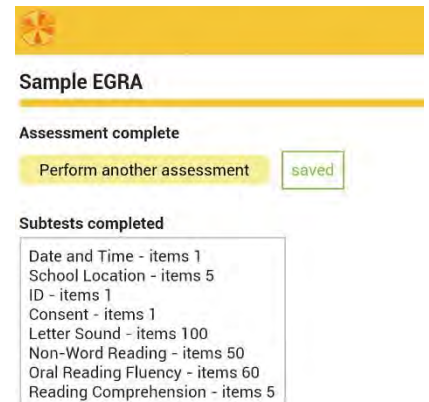 Sample EGRA
Assessment complete
Perform another assessment saved
Subtests completed
Date and Time - items 1
School Location - items 5
ID - items 1
Consent - items 1
Letter Sound - items 100
Non-Word Reading - items 50
Oral Reading Fluency - items 60
Reading Comprehension - items 5